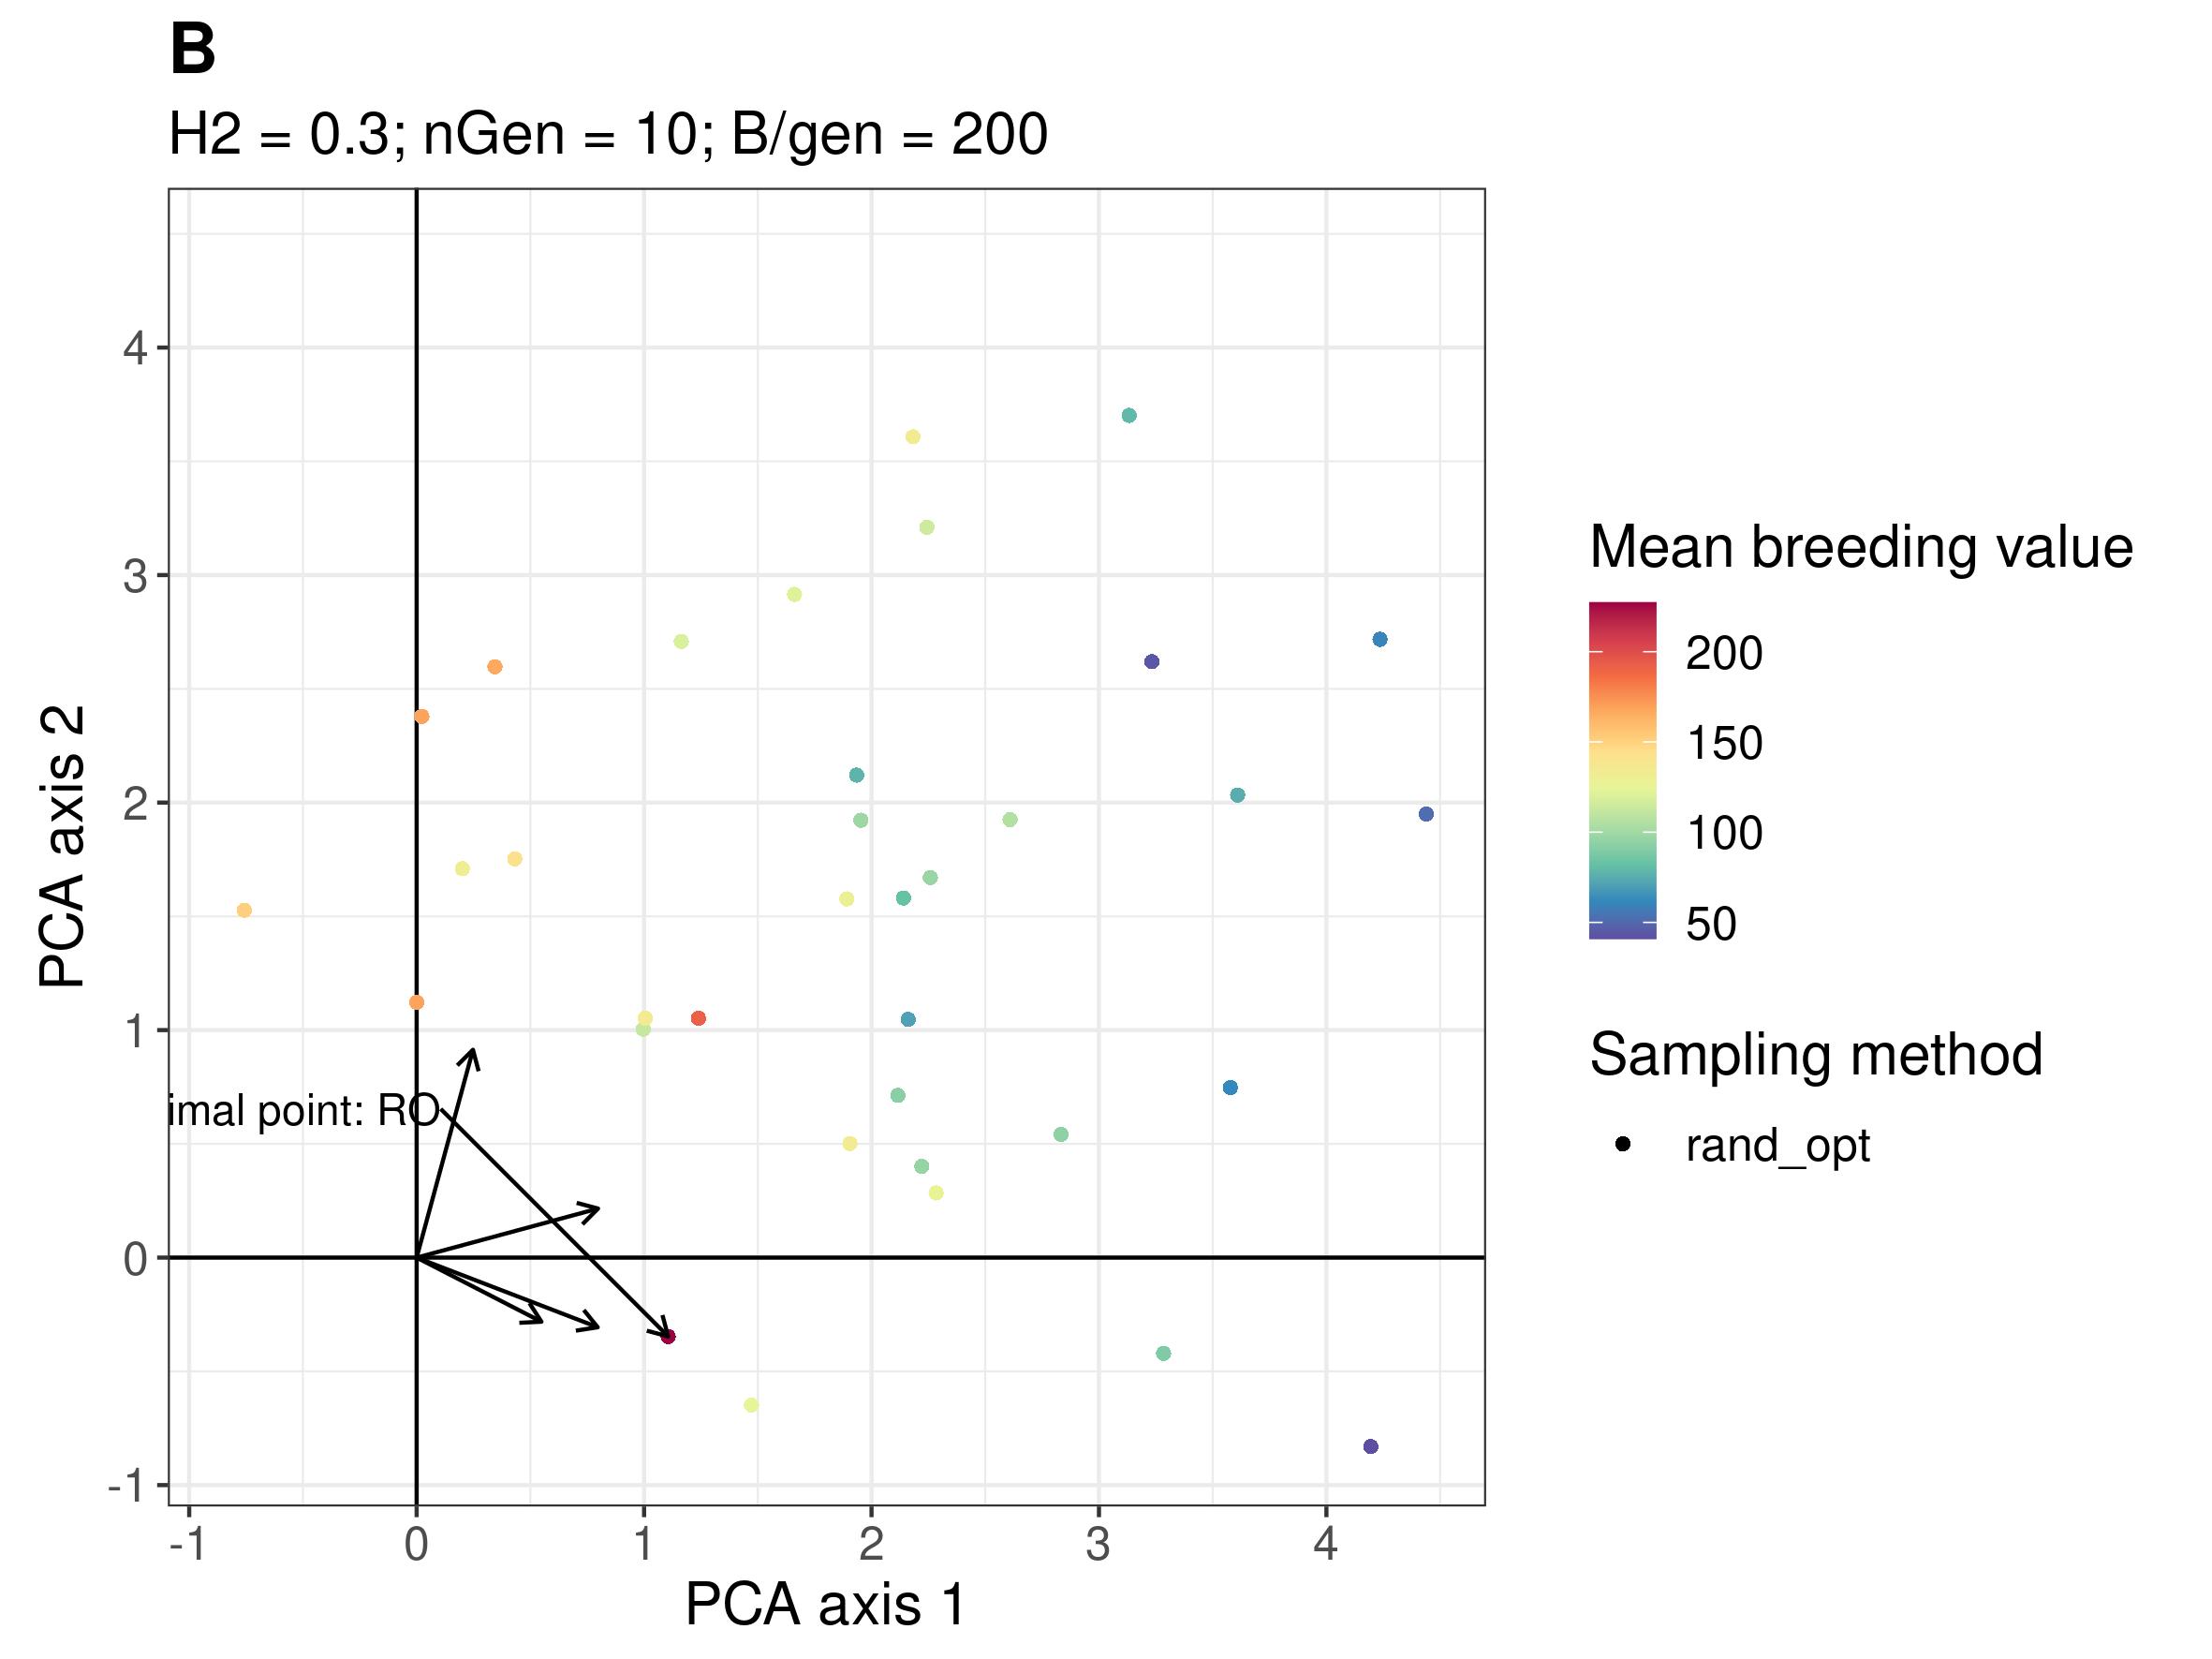 B
H2 = 0.3; nGen = 10; B/gen = 200
PCA axis 2
4
3
2
1
0
-1
imal point: RO
-1
0
1
2
3
4
PCA axis 1
Mean breeding value
200
150
100
50
Sampling method
rand_opt